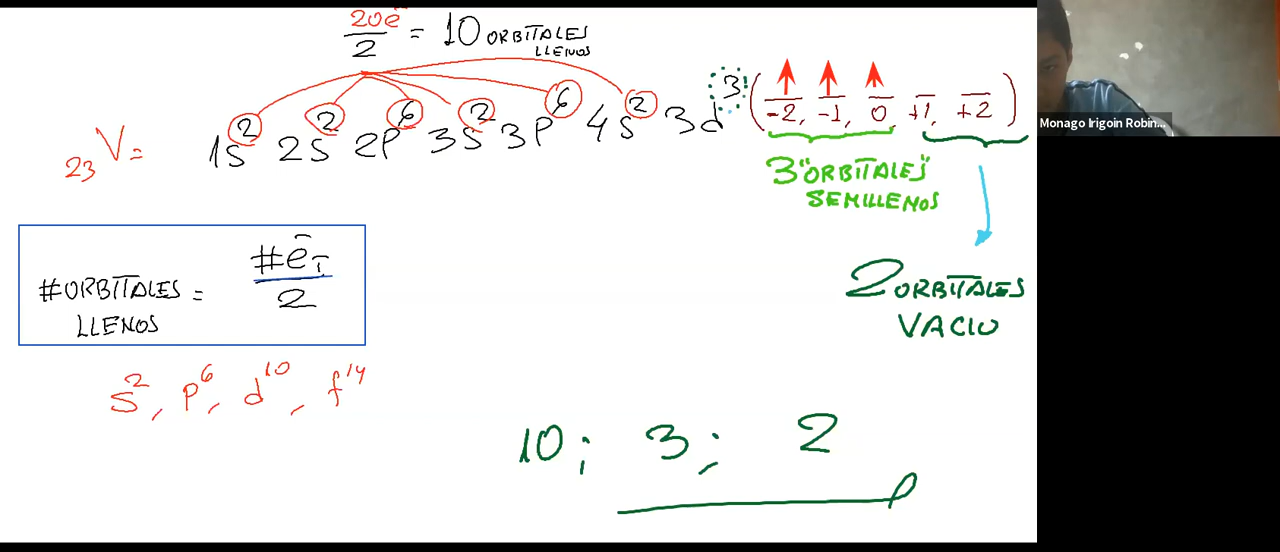 20e⁻/2 = 10 ORBITALES LLENOS
₂₃V = 1s² 2s² 2p⁶ 3s² 3p⁶ 4s² 3d³ (-2, -1, 0, +1, +2)
3 "ORBITALES" SEMILLENOS
2 ORBITALES VACIO
#ORBITALES LLENOS = #e⁻T/2
s², p⁶, d¹⁰, f¹⁴
10; 3; 2
Monago Irigoin Robin...